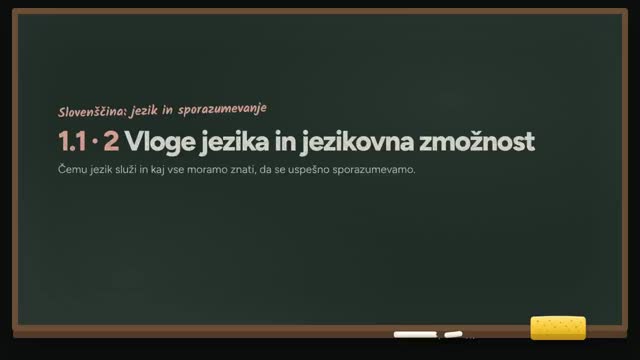 Slovenščina: jezik in sporazumevanje
1.1 · 2 Vloge jezika in jezikovna zmožnost
Čemu jezik služi in kaj vse moramo znati, da se uspešno sporazumevamo.